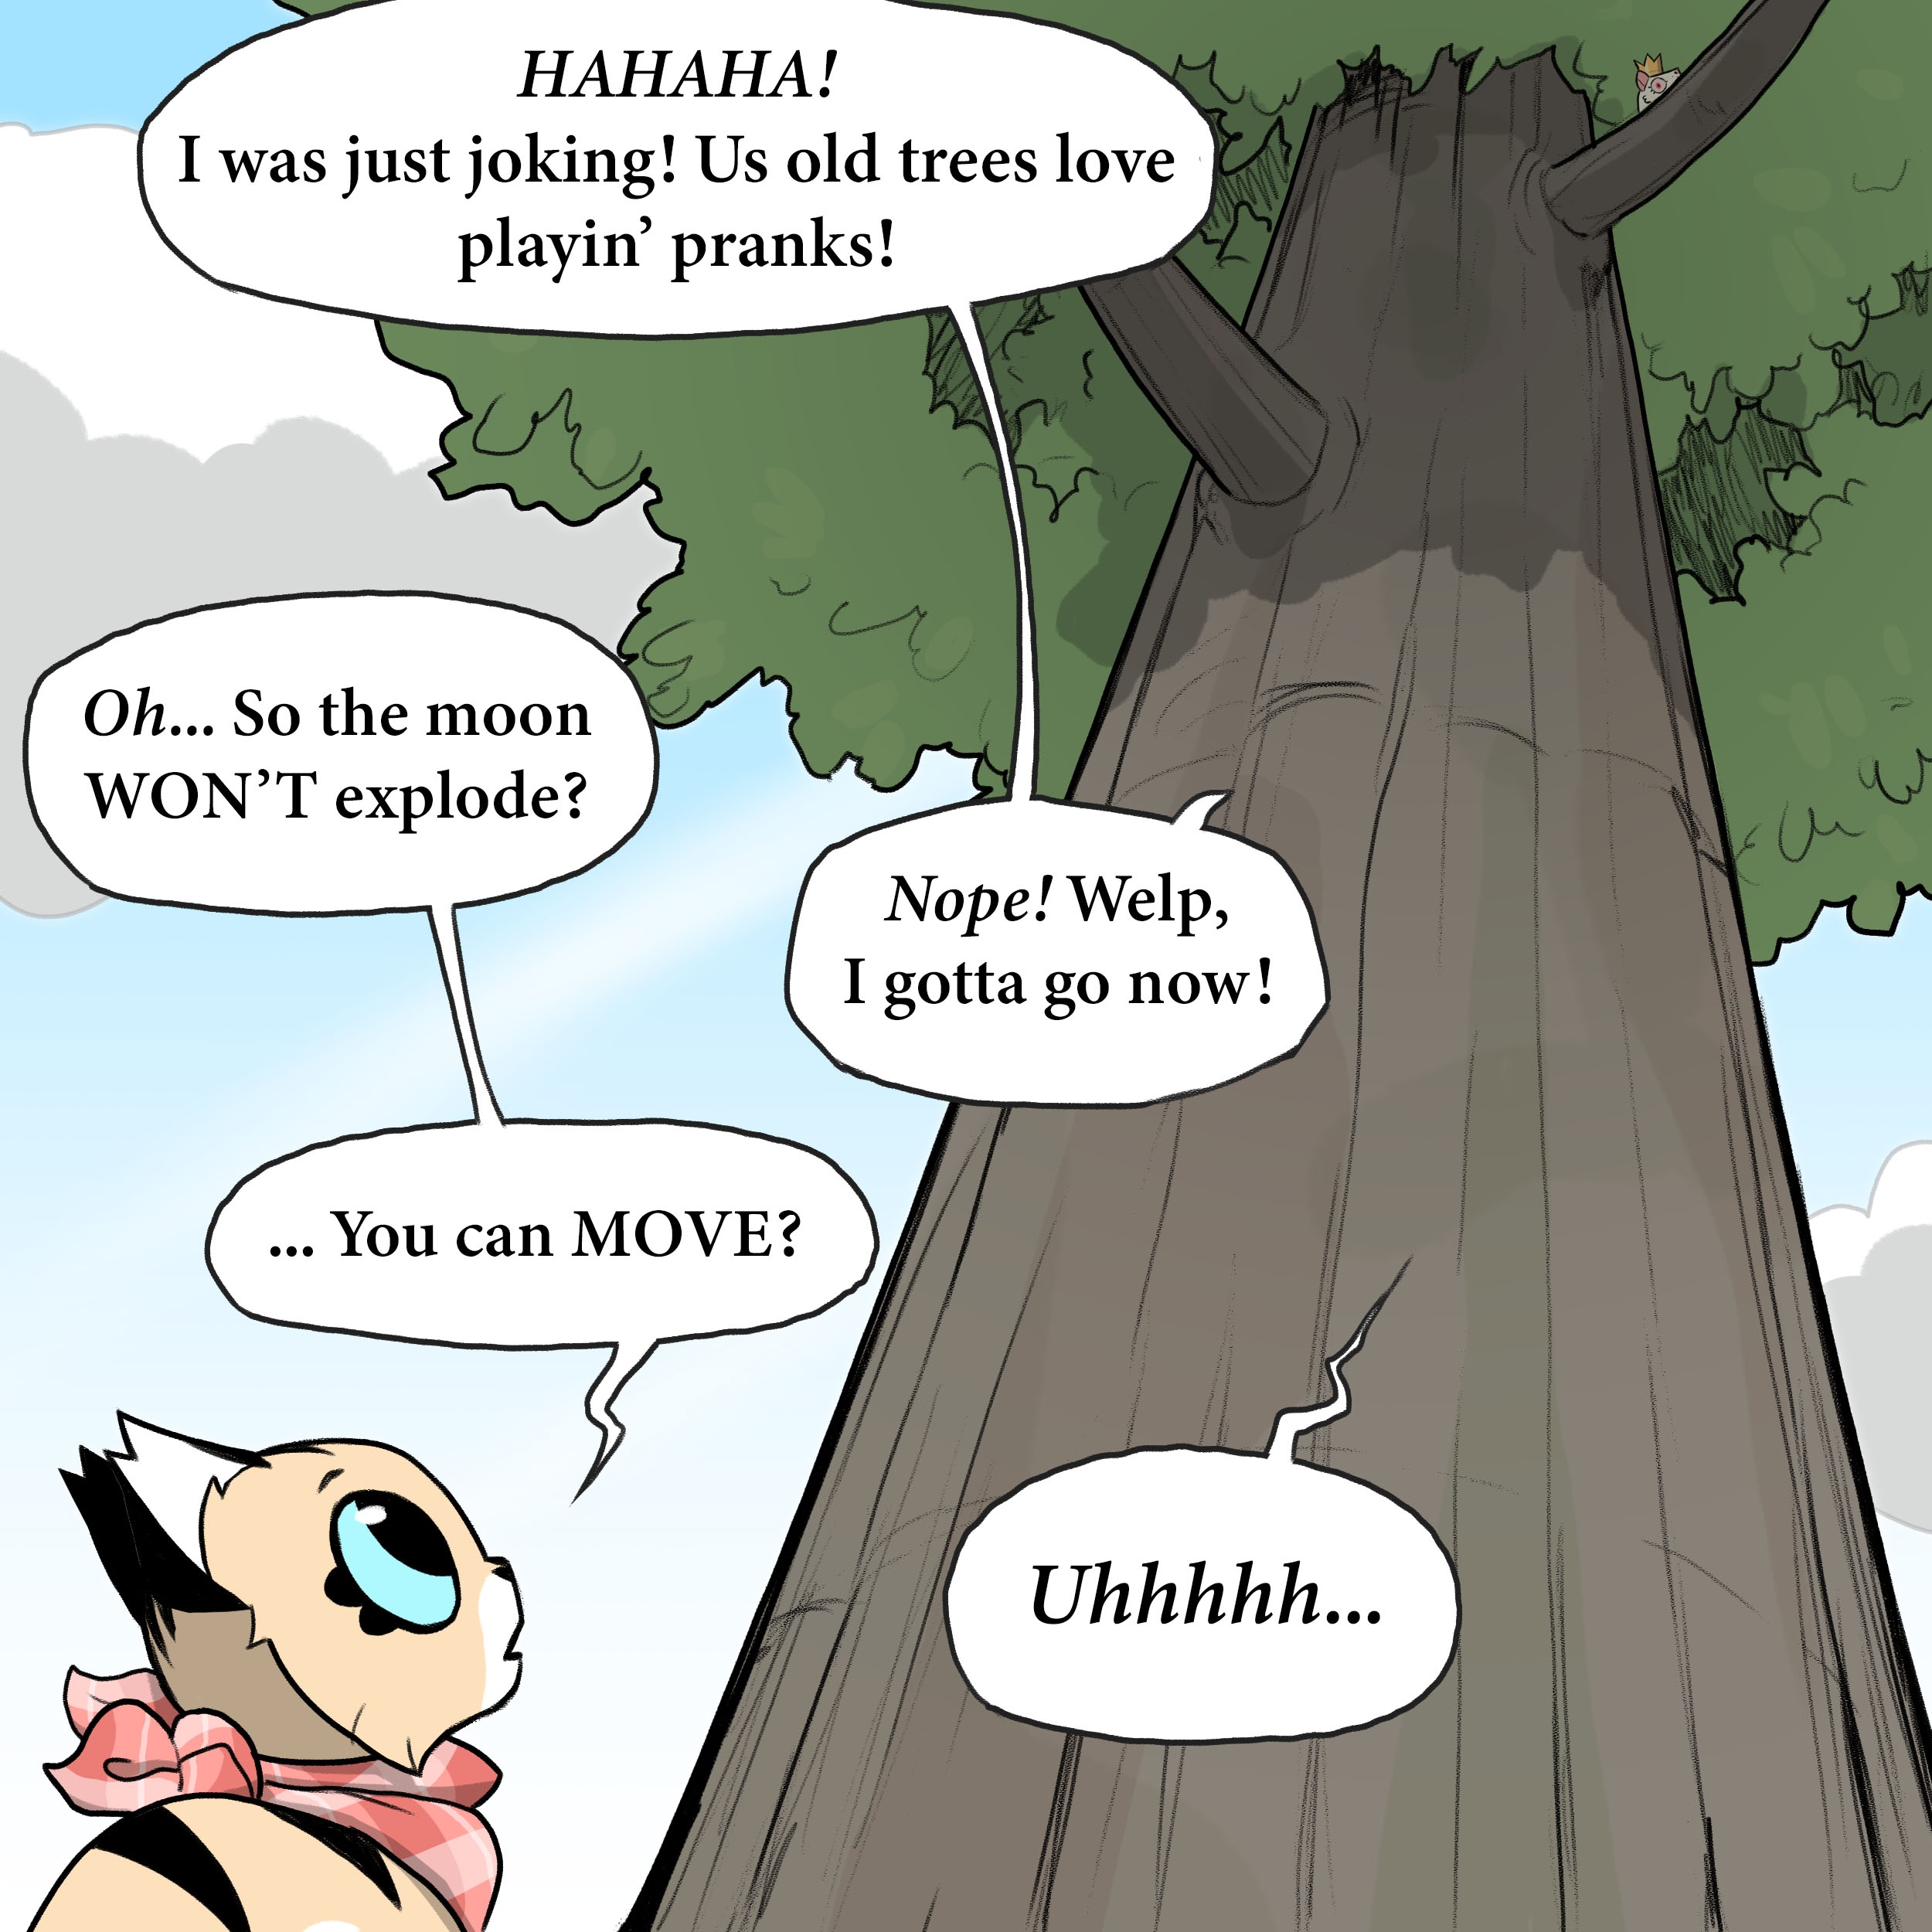 HAHAHA!
I was just joking! Us old trees love
playin’ pranks!
Oh... So the moon
WON’T explode?
Nope! Welp,
I gotta go now!
... You can MOVE?
Uhhhhh...